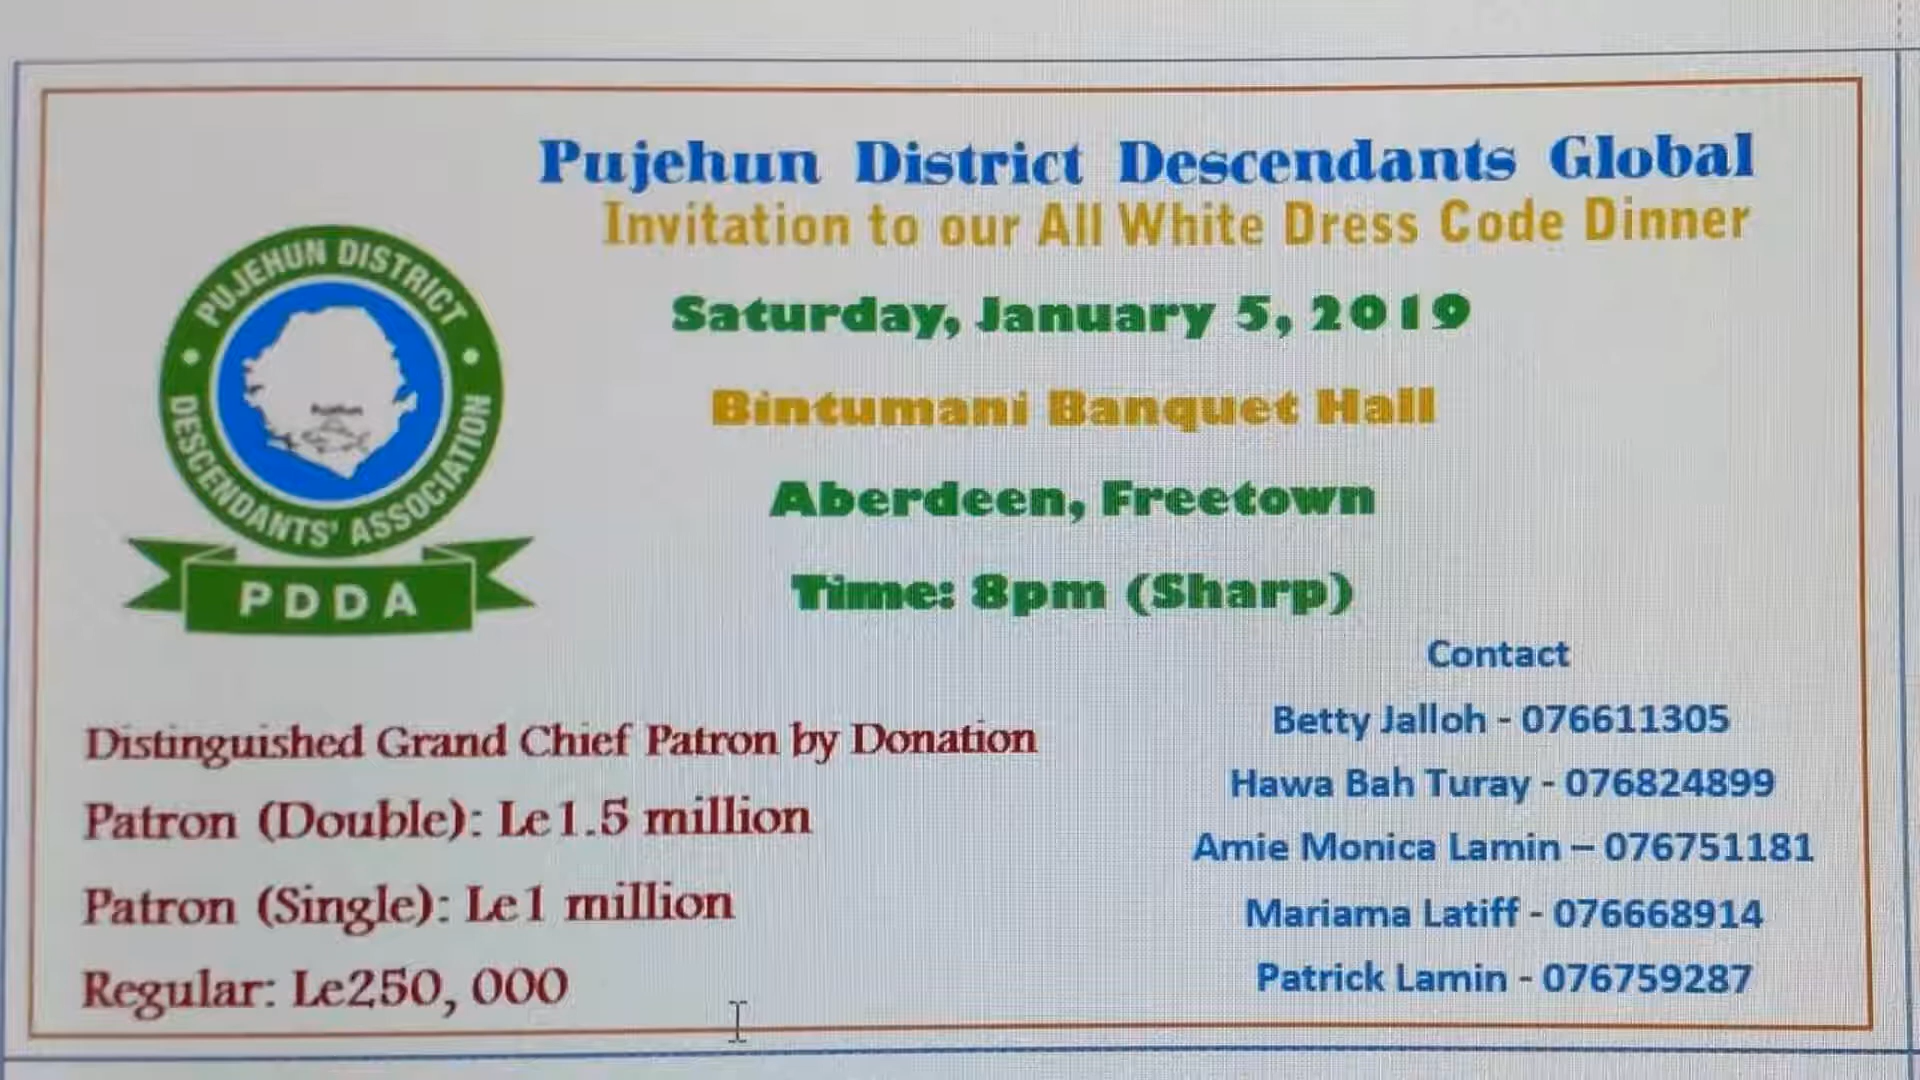 Pujehun District Descendants Global
Invitation to our All White Dress Code Dinner
Saturday, January 5, 2019
Bintumani Banquet Hall
Aberdeen, Freetown
Time: 8pm (Sharp)
PUJEHUN DISTRICT
DESCENDANTS' ASSOCIATION
Pujehun
PDDA
Distinguished Grand Chief Patron by Donation
Patron (Double): Le1.5 million
Patron (Single): Le1 million
Regular: Le250, 000
Contact
Betty Jalloh - 076611305
Hawa Bah Turay - 076824899
Amie Monica Lamin – 076751181
Mariama Latiff - 076668914
Patrick Lamin - 076759287